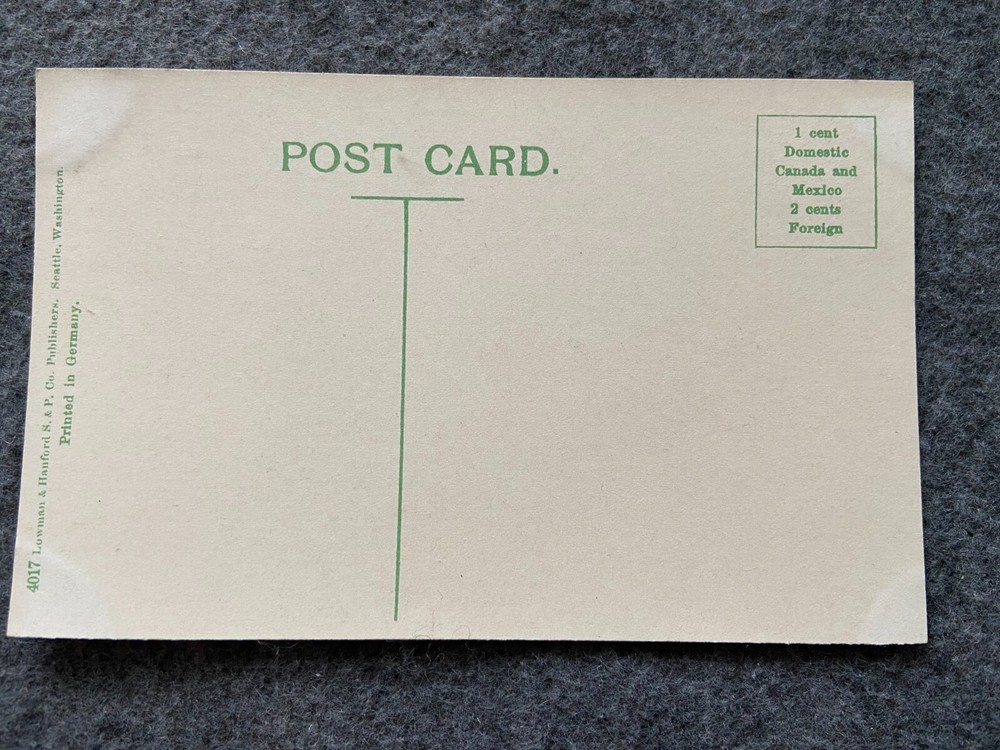 POST CARD.
1 cent
Domestic
Canada and
Mexico
2 cents
Foreign
4017 Lowman & Hanford S. & P. Co. Publishers. Seattle, Washington.
Printed in Germany.